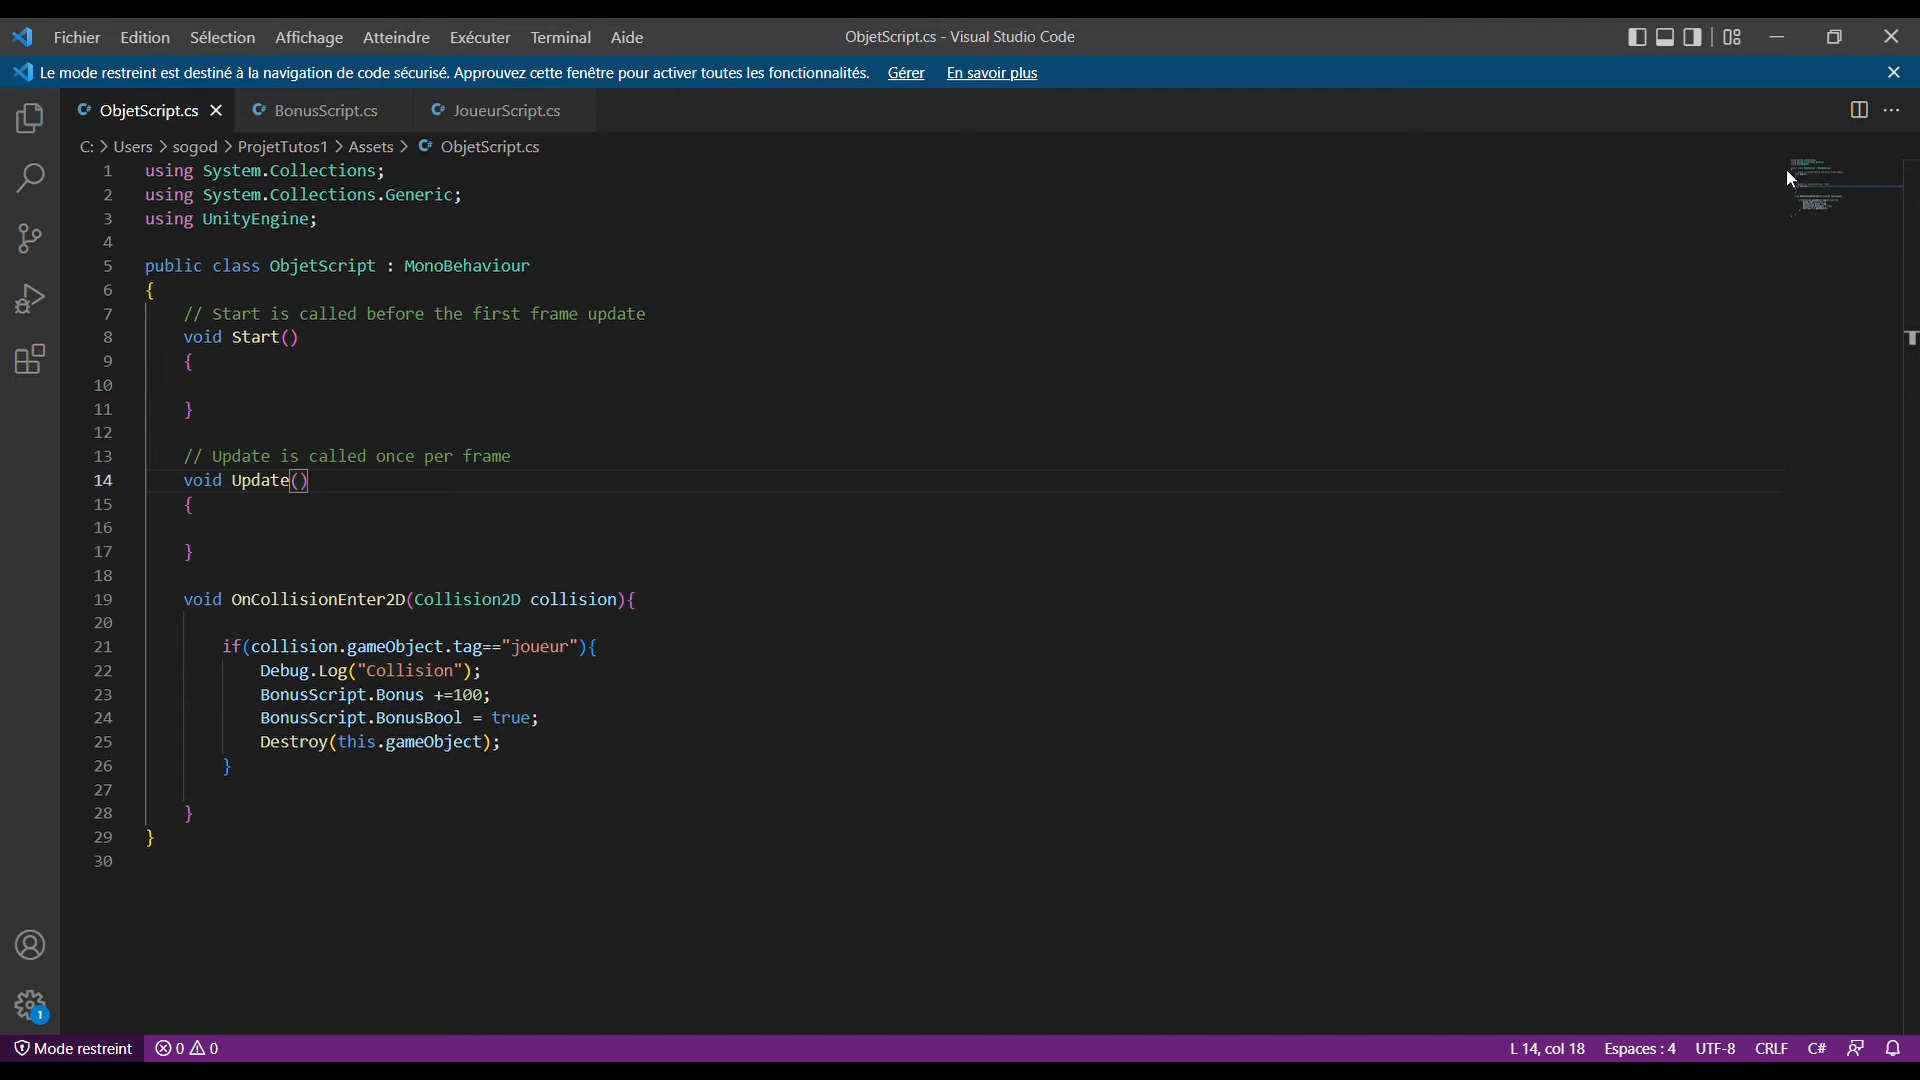 Fichier Edition Sélection Affichage Atteindre Exécuter Terminal Aide ObjetScript.cs - Visual Studio Code
Le mode restreint est destiné à la navigation de code sécurisé. Approuvez cette fenêtre pour activer toutes les fonctionnalités. Gérer En savoir plus
ObjetScript.cs BonusScript.cs JoueurScript.cs
C: > Users > sogod > ProjetTutos1 > Assets > ObjetScript.cs
1 using System.Collections;
2 using System.Collections.Generic;
3 using UnityEngine;
4
5 public class ObjetScript : MonoBehaviour
6 {
7 // Start is called before the first frame update
8 void Start()
9 {
10
11 }
12
13 // Update is called once per frame
14 void Update()
15 {
16
17 }
18
19 void OnCollisionEnter2D(Collision2D collision){
20
21 if(collision.gameObject.tag=="joueur"){
22 Debug.Log("Collision");
23 BonusScript.Bonus +=100;
24 BonusScript.BonusBool = true;
25 Destroy(this.gameObject);
26 }
27
28 }
29 }
30
1
Mode restreint 0 0 L 14, col 18 Espaces : 4 UTF-8 CRLF C#